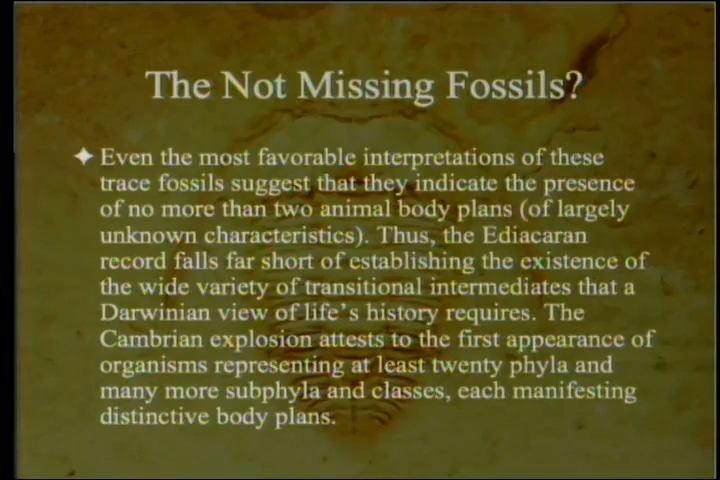 The Not Missing Fossils?
Even the most favorable interpretations of these
trace fossils suggest that they indicate the presence
of no more than two animal body plans (of largely
unknown characteristics). Thus, the Ediacaran
record falls far short of establishing the existence of
the wide variety of transitional intermediates that a
Darwinian view of life's history requires. The
Cambrian explosion attests to the first appearance of
organisms representing at least twenty phyla and
many more subphyla and classes, each manifesting
distinctive body plans.